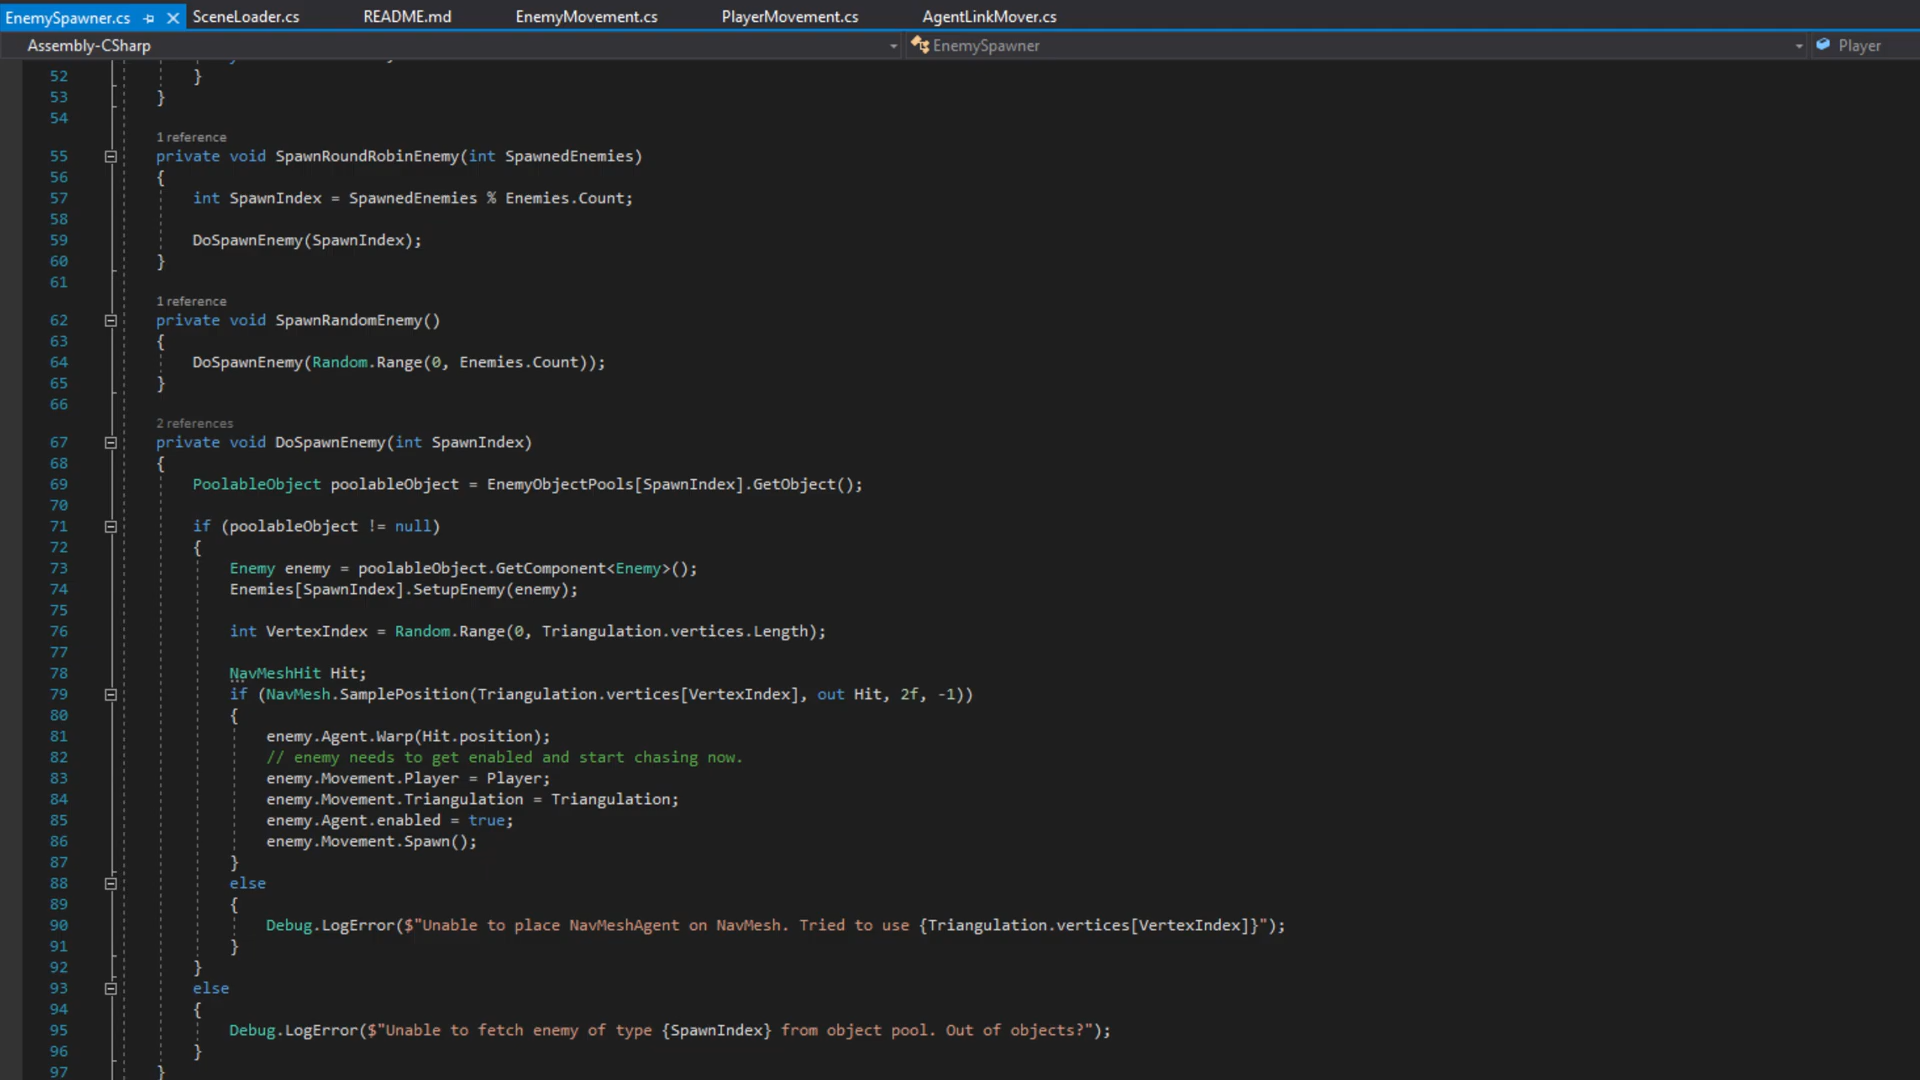 EnemySpawner.cs SceneLoader.cs README.md EnemyMovement.cs PlayerMovement.cs AgentLinkMover.cs
Assembly-CSharp EnemySpawner Player
52 }
53 }
54
1 reference
55 private void SpawnRoundRobinEnemy(int SpawnedEnemies)
56 {
57 int SpawnIndex = SpawnedEnemies % Enemies.Count;
58
59 DoSpawnEnemy(SpawnIndex);
60 }
61
1 reference
62 private void SpawnRandomEnemy()
63 {
64 DoSpawnEnemy(Random.Range(0, Enemies.Count));
65 }
66
2 references
67 private void DoSpawnEnemy(int SpawnIndex)
68 {
69 PoolableObject poolableObject = EnemyObjectPools[SpawnIndex].GetObject();
70
71 if (poolableObject != null)
72 {
73 Enemy enemy = poolableObject.GetComponent<Enemy>();
74 Enemies[SpawnIndex].SetupEnemy(enemy);
75
76 int VertexIndex = Random.Range(0, Triangulation.vertices.Length);
77
78 NavMeshHit Hit;
79 if (NavMesh.SamplePosition(Triangulation.vertices[VertexIndex], out Hit, 2f, -1))
80 {
81 enemy.Agent.Warp(Hit.position);
82 // enemy needs to get enabled and start chasing now.
83 enemy.Movement.Player = Player;
84 enemy.Movement.Triangulation = Triangulation;
85 enemy.Agent.enabled = true;
86 enemy.Movement.Spawn();
87 }
88 else
89 {
90 Debug.LogError($"Unable to place NavMeshAgent on NavMesh. Tried to use {Triangulation.vertices[VertexIndex]}");
91 }
92 }
93 else
94 {
95 Debug.LogError($"Unable to fetch enemy of type {SpawnIndex} from object pool. Out of objects?");
96 }
97 }